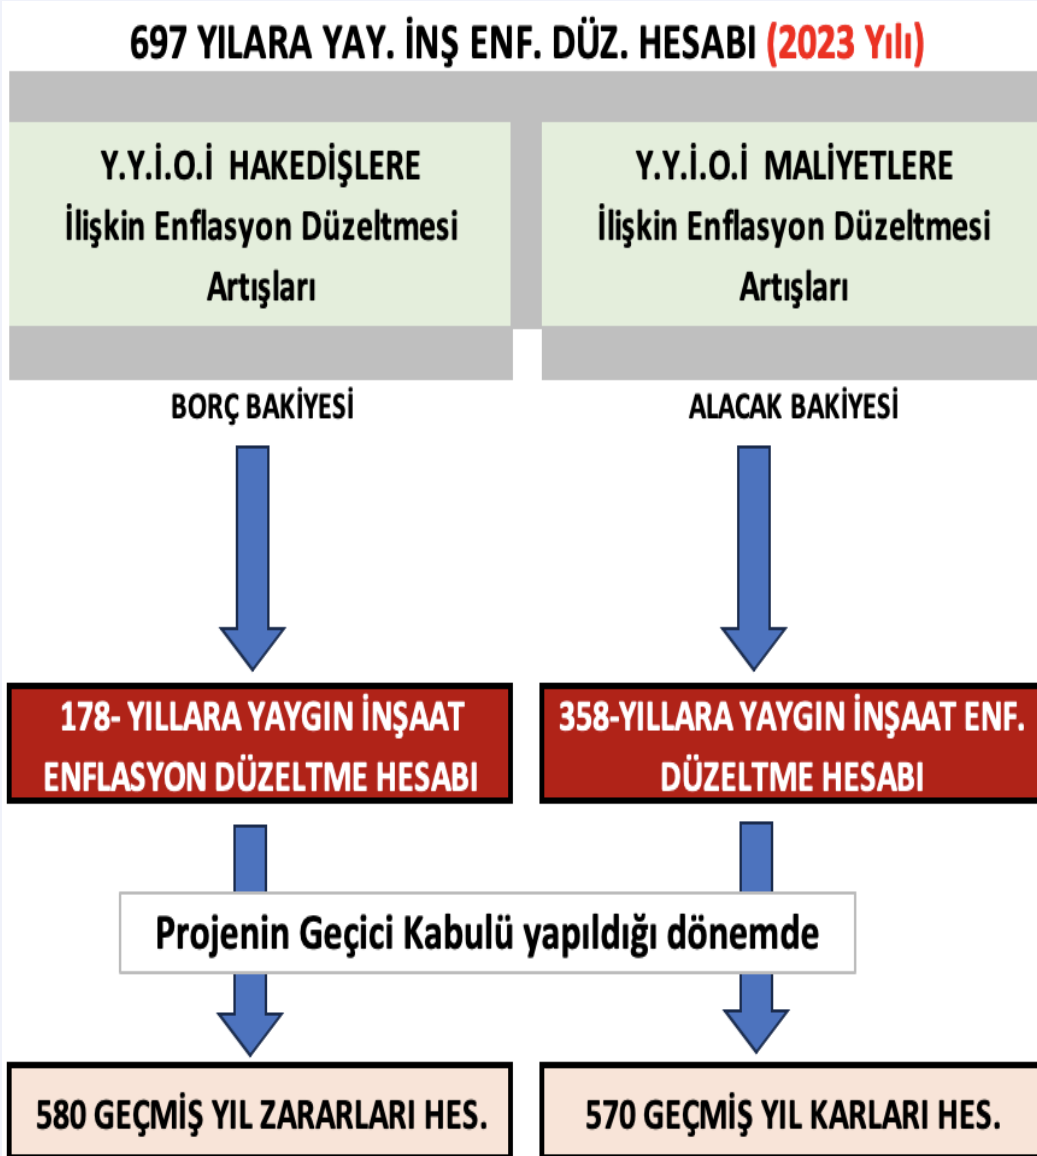 697 YILARA YAY. İNŞ ENF. DÜZ. HESABI (2023 Yılı)
Y.Y.İ.O.İ HAKEDİŞLERE
İlişkin Enflasyon Düzeltmesi
Artışları
Y.Y.İ.O.İ MALİYETLERE
İlişkin Enflasyon Düzeltmesi
Artışları
BORÇ BAKİYESİ
ALACAK BAKİYESİ
178- YILLARA YAYGIN İNŞAAT
ENFLASYON DÜZELTME HESABI
358-YILLARA YAYGIN İNŞAAT ENF.
DÜZELTME HESABI
Projenin Geçici Kabulü yapıldığı dönemde
580 GEÇMİŞ YIL ZARARLARI HES.
570 GEÇMİŞ YIL KARLARI HES.